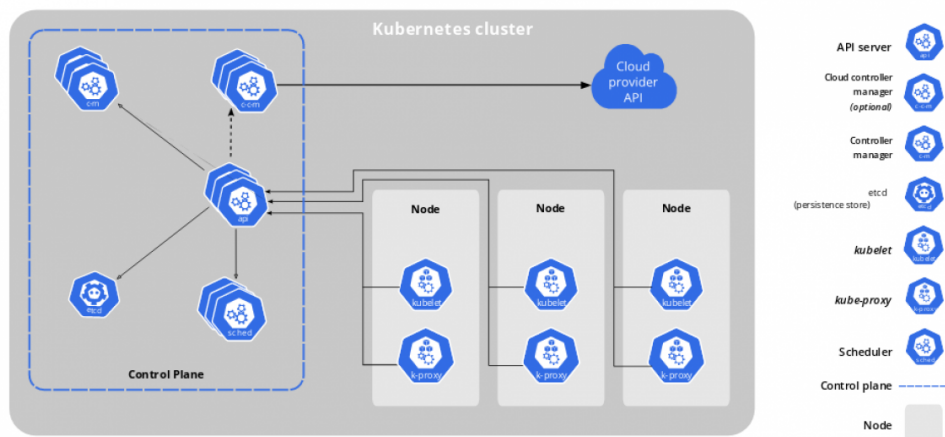 Kubernetes cluster
c-m
c-c-m
Cloud
provider
API
api
Node
Node
Node
etcd
sched
kubelet
kubelet
kubelet
k-proxy
k-proxy
k-proxy
Control Plane
API server
api
Cloud controller
manager
(optional)
c-c-m
Controller
manager
c-m
etcd
(persistence store)
etcd
kubelet
kubelet
kube-proxy
k-proxy
Scheduler
sched
Control plane
Node